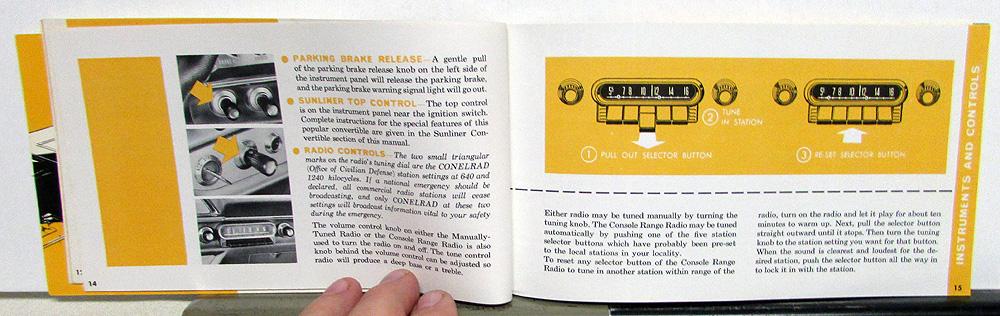 PARKING BRAKE RELEASE—A gentle pull
of the parking brake release knob on the left side of
the instrument panel will release the parking brake,
and the parking brake warning signal light will go out.
SUNLINER TOP CONTROL—The top control
is on the instrument panel near the ignition switch.
Complete instructions for the special features of this
popular convertible are given in the Sunliner Con-
vertible section of this manual.
RADIO CONTROLS—The two small triangular
marks on the radio's tuning dial are the CONELRAD
(Office of Civilian Defense) station settings at 640 and
1240 kilocycles. If a national emergency should be
declared, all commercial radio stations will cease
broadcasting, and only CONELRAD at these two
settings will broadcast information vital to your safety
during the emergency.
The volume control knob on either the Manually-
Tuned Radio or the Console Range Radio is also
used to turn the radio on and off. The tone control
knob behind the volume control can be adjusted so
radio will produce a deep bass or a treble.
14
7 8 10 12 14 16
7 8 10 12 14 16
2 TUNE
IN STATION
1 PULL OUT SELECTOR BUTTON
3 RE-SET SELECTOR BUTTON
Either radio may be tuned manually by turning the
tuning knob. The Console Range Radio may be tuned
automatically by pushing one of the five station
selector buttons which have probably been pre-set
to the local stations in your locality.
To reset any selector button of the Console Range
Radio to tune in another station within range of the
radio, turn on the radio and let it play for about ten
minutes to warm up. Next, pull the selector button
straight outward until it stops. Then turn the tuning
knob to the station setting you want for that button.
When the sound is clearest and loudest for the de-
sired station, push the selector button all the way in
to lock it in with the station.
INSTRUMENTS AND CONTROLS
15